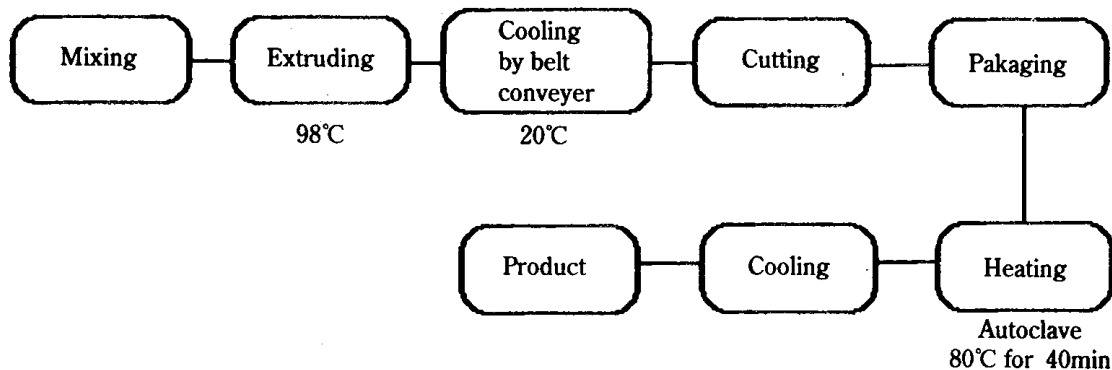 Mixing
Extruding
98℃
Cooling
by belt
conveyer
20℃
Cutting
Pakaging
Heating
Autoclave
80℃ for 40min
Cooling
Product